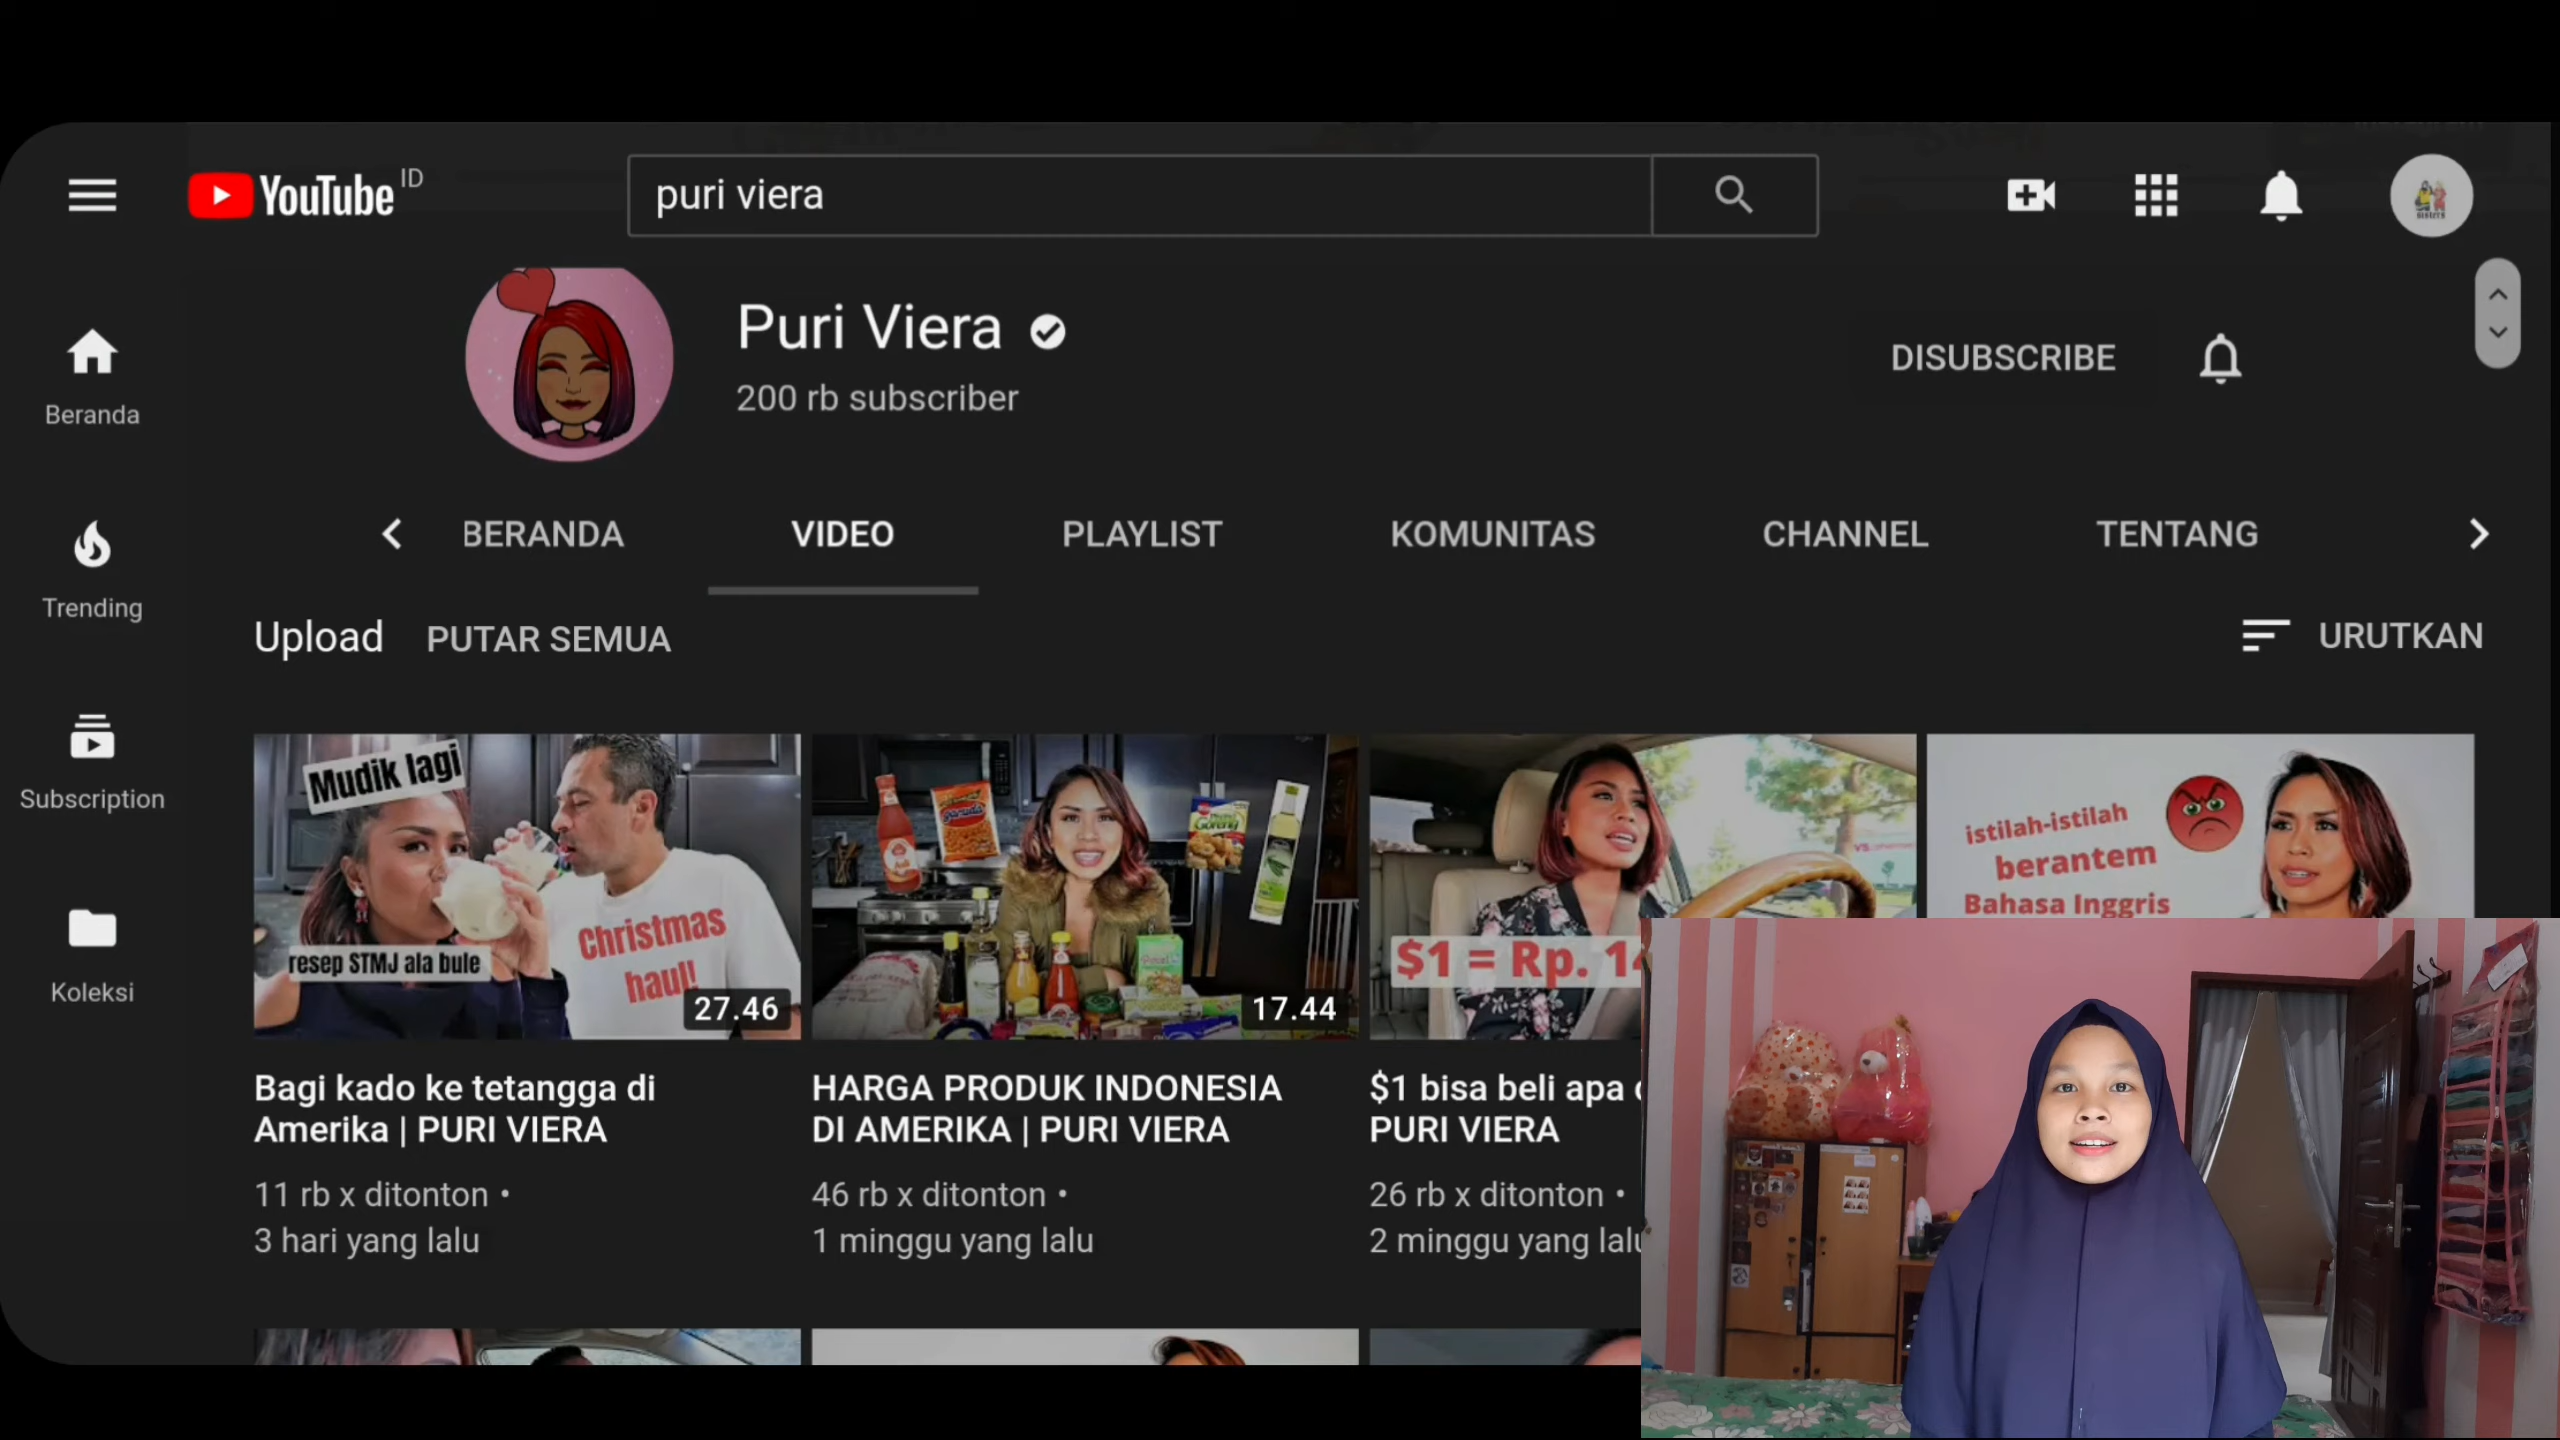 YouTube ID
puri viera
Puri Viera
200 rb subscriber
DISUBSCRIBE
Beranda
Trending
Subscription
Koleksi
BERANDA
VIDEO
PLAYLIST
KOMUNITAS
CHANNEL
TENTANG
Upload
PUTAR SEMUA
URUTKAN
Mudik lagi
resep STMJ ala bule
Christmas
haul!
27.46
Bagi kado ke tetangga di
Amerika | PURI VIERA
11 rb x ditonton •
3 hari yang lalu
17.44
HARGA PRODUK INDONESIA
DI AMERIKA | PURI VIERA
46 rb x ditonton •
1 minggu yang lalu
$1 = Rp.
$1 bisa beli apa
PURI VIERA
26 rb x ditonton •
2 minggu yang lalu
istilah-istilah
berantem
Bahasa Inggris